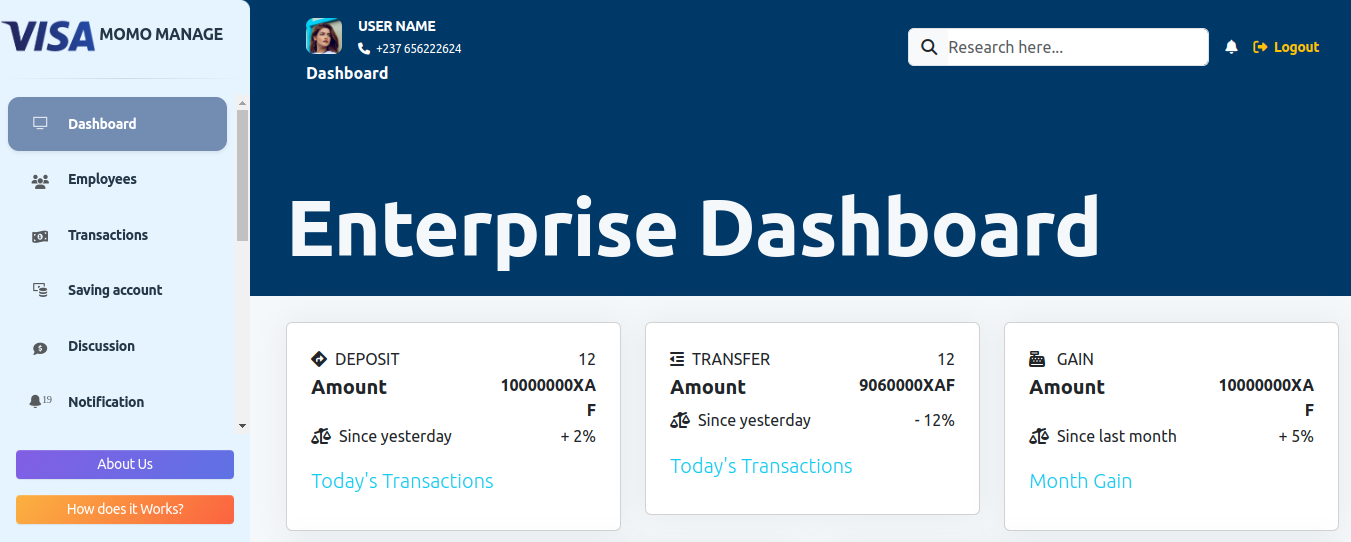 VISA MOMO MANAGE
Dashboard
Employees
Transactions
Saving account
Discussion
19 Notification
About Us
How does it Works?
USER NAME
+237 656222624
Dashboard
Research here...
Logout
Enterprise Dashboard
DEPOSIT 12
Amount 10000000XA
F
Since yesterday + 2%
Today's Transactions
TRANSFER 12
Amount 9060000XAF
Since yesterday - 12%
Today's Transactions
GAIN
Amount 10000000XA
F
Since last month + 5%
Month Gain